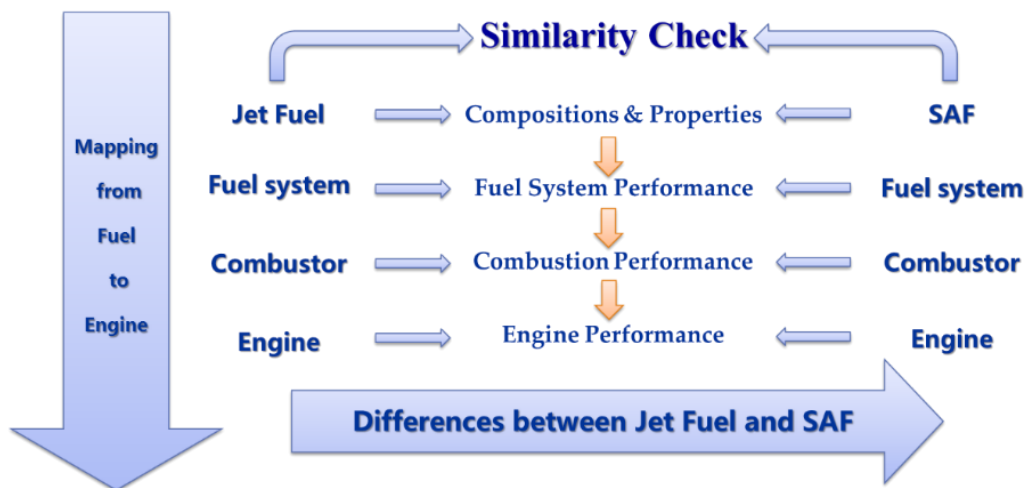 Similarity Check
Jet Fuel
Compositions & Properties
SAF
Mapping
from
Fuel
to
Engine
Fuel system
Fuel System Performance
Fuel system
Combustor
Combustion Performance
Combustor
Engine
Engine Performance
Engine
Differences between Jet Fuel and SAF